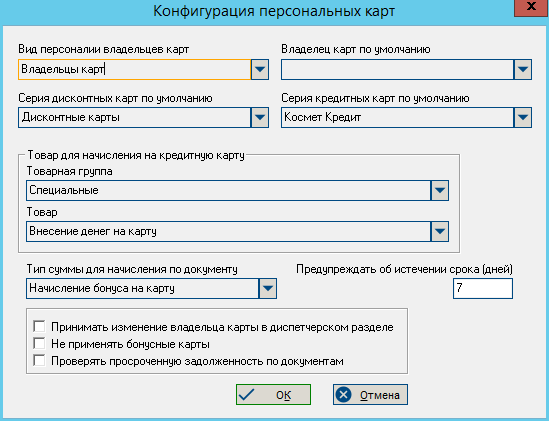 Конфигурация персональных карт
x
Вид персоналии владельцев карт
Владелец карт по умолчанию
Владельцы карт
Серия дисконтных карт по умолчанию
Серия кредитных карт по умолчанию
Дисконтные карты
Космет Кредит
Товар для начисления на кредитную карту
Товарная группа
Специальные
Товар
Внесение денег на карту
Тип суммы для начисления по документу
Предупреждать об истечении срока (дней)
Начисление бонуса на карту
7
Принимать изменение владельца карты в диспетчерском разделе
Не применять бонусные карты
Проверять просроченную задолженность по документам
OK
Отмена